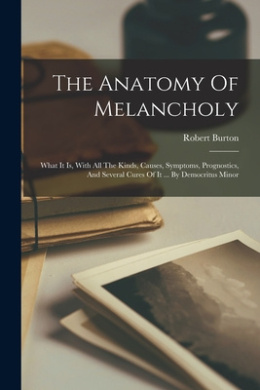 The Anatomy Of
Melancholy
Robert Burton
What It Is, With All The Kinds, Causes, Symptoms, Prognostics,
And Several Cures Of It ... By Democritus Minor